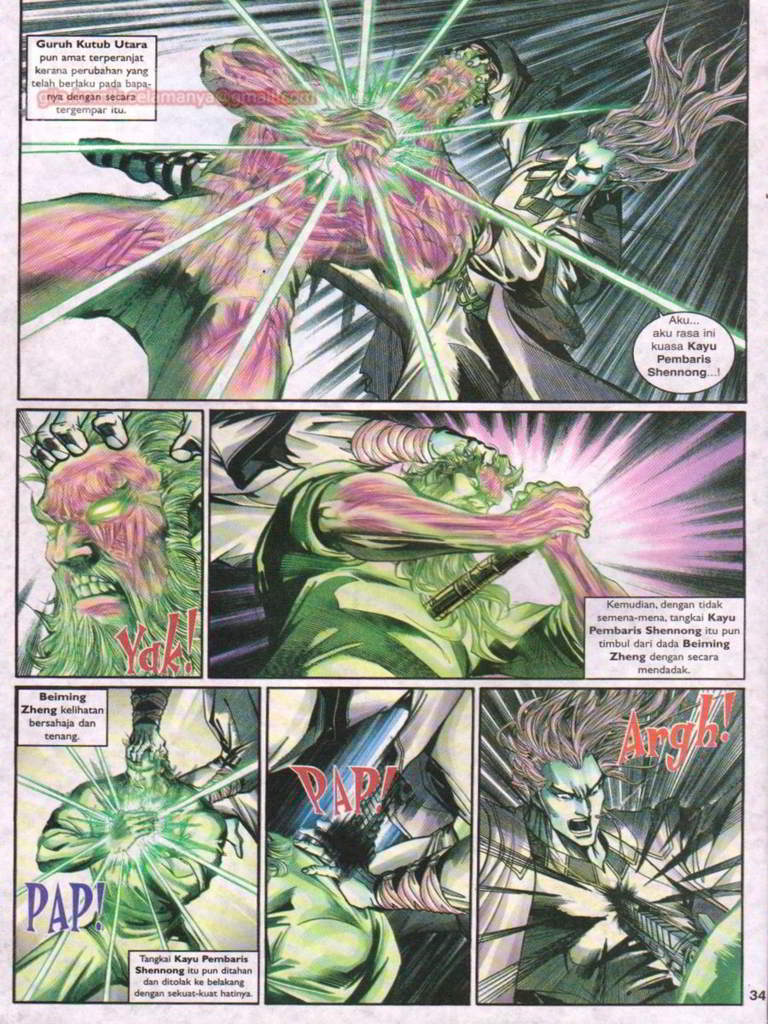 Guruh Kutub Utara
pun amat terperanjat
kerana perubahan yang
telah berlaku pada bapa-
nya dengan secara
tergempar itu.
Aku...
aku rasa ini
kuasa Kayu
Pembaris
Shennong...!
Yak!
Kemudian, dengan tidak
semena-mena, tangkai Kayu
Pembaris Shennong itu pun
timbul dari dada Beiming
Zheng dengan secara
mendadak.
Beiming
Zheng kelihatan
bersahaja dan
tenang.
PAP!
Tangkai Kayu Pembaris
Shennong itu pun ditahan
dan ditolak ke belakang
dengan sekuat-kuat hatinya.
PAP!
Argh!
34